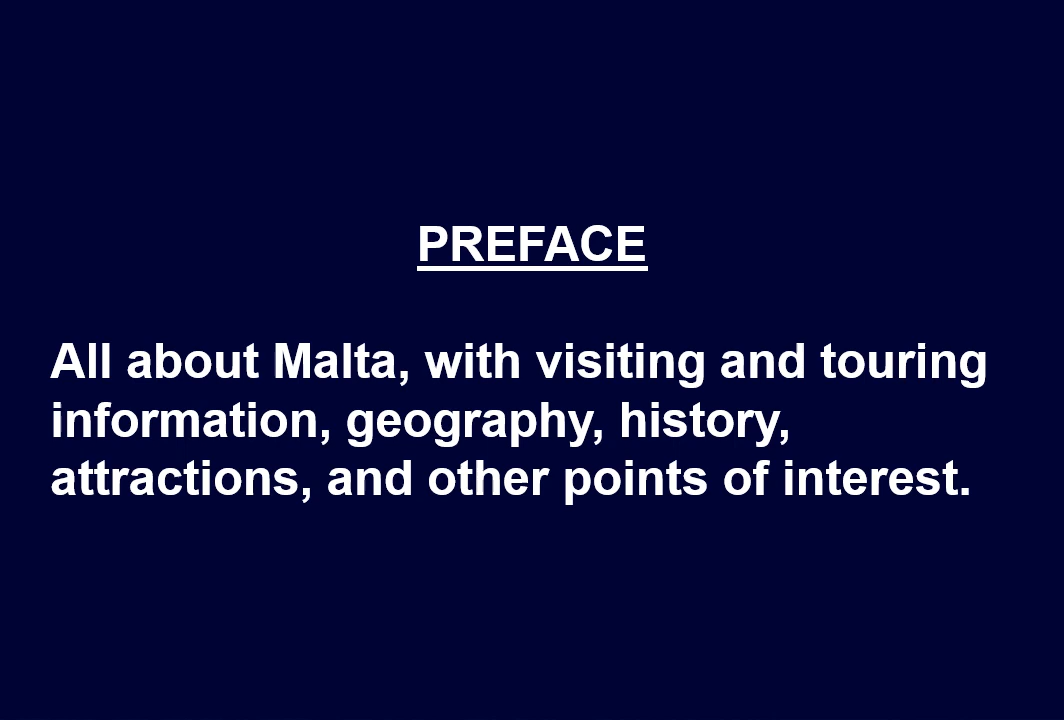 PREFACE
All about Malta, with visiting and touring
information, geography, history,
attractions, and other points of interest.